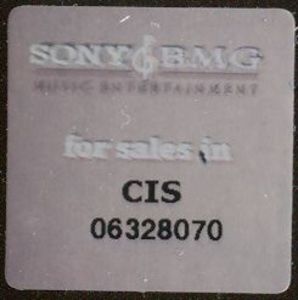 SONY BMG
MUSIC ENTERTAINMENT
for sales in
CIS
06328070